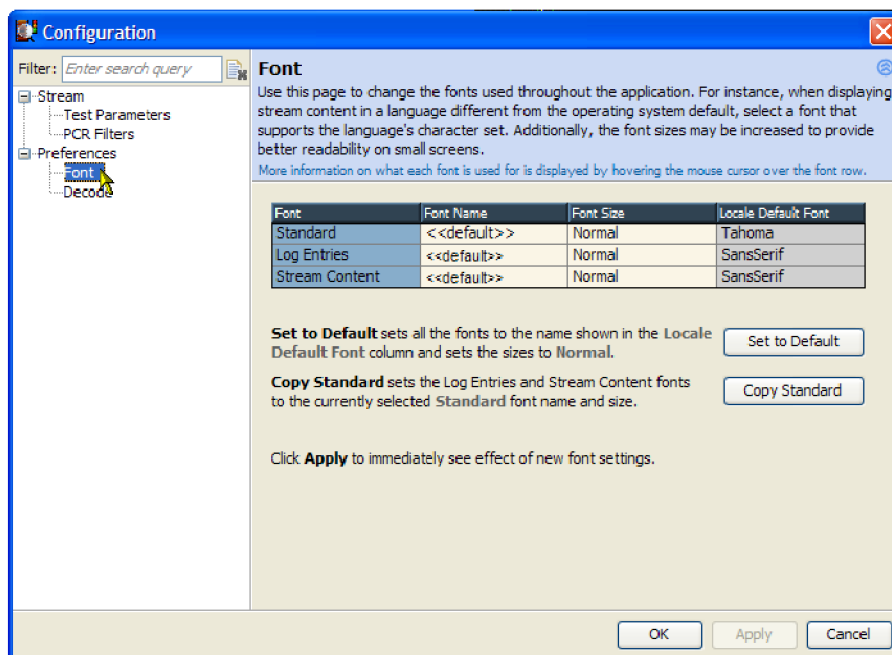 Configuration
Filter: Enter search query
Stream
Test Parameters
PCR Filters
Preferences
Font
Decode
Font
Use this page to change the fonts used throughout the application. For instance, when displaying
stream content in a language different from the operating system default, select a font that
supports the language's character set. Additionally, the font sizes may be increased to provide
better readability on small screens.
More information on what each font is used for is displayed by hovering the mouse cursor over the font row.
Font Font Name Font Size Locale Default Font
Standard <<default>> Normal Tahoma
Log Entries <<default>> Normal SansSerif
Stream Content <<default>> Normal SansSerif
Set to Default sets all the fonts to the name shown in the Locale
Default Font column and sets the sizes to Normal.
Set to Default
Copy Standard sets the Log Entries and Stream Content fonts
to the currently selected Standard font name and size.
Copy Standard
Click Apply to immediately see effect of new font settings.
OK Apply Cancel